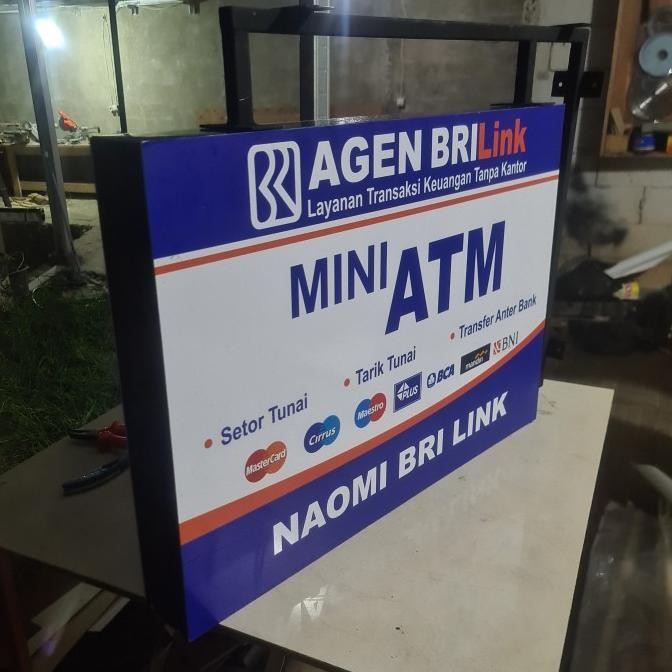 AGEN BRILink
Layanan Transaksi Keuangan Tanpa Kantor
MINI ATM
• Setor Tunai
• Tarik Tunai
• Transfer Anter Bank
MasterCard
Cirrus
Maestro
PLUS
BCA
mandiri
BNI
NAOMI BRI LINK